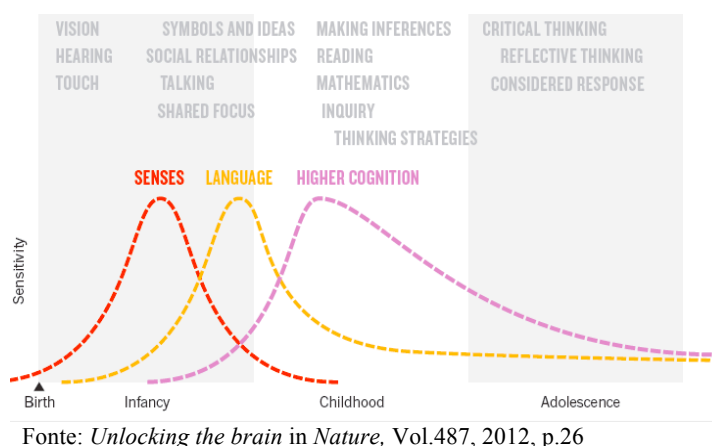 VISION SYMBOLS AND IDEAS MAKING INFERENCES CRITICAL THINKING
HEARING SOCIAL RELATIONSHIPS READING REFLECTIVE THINKING
TOUCH TALKING MATHEMATICS CONSIDERED RESPONSE
SHARED FOCUS INQUIRY
THINKING STRATEGIES
SENSES LANGUAGE HIGHER COGNITION
Sensitivity
Birth Infancy Childhood Adolescence
Fonte: Unlocking the brain in Nature, Vol.487, 2012, p.26